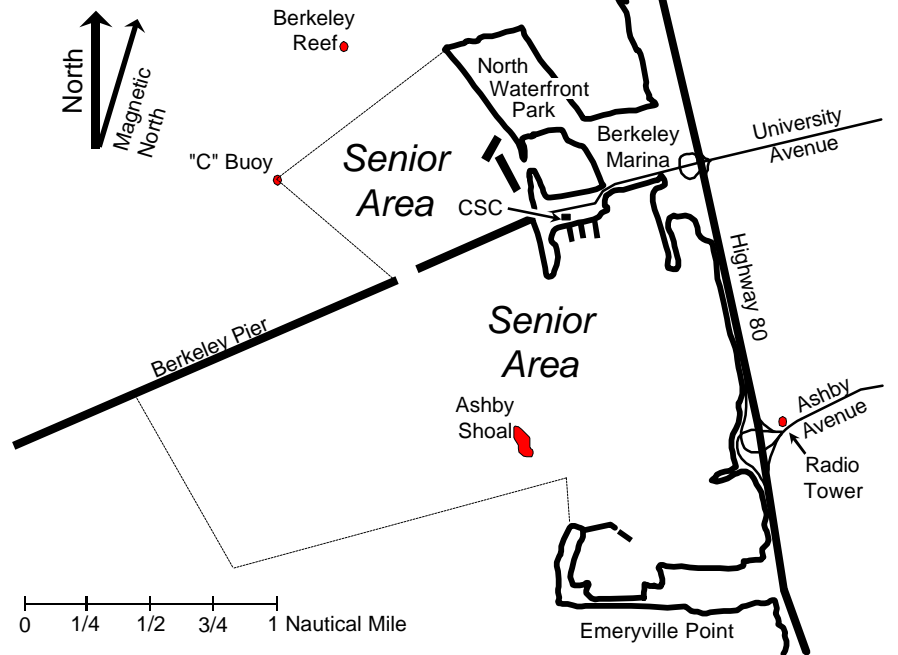 Berkeley
Reef
North
Magnetic
North
North
Waterfront
Park
Berkeley
Marina
University
Avenue
"C" Buoy
Senior
Area
CSC
Highway 80
Senior
Area
Berkeley Pier
Ashby
Shoal
Ashby
Avenue
Radio
Tower
0 1/4 1/2 3/4 1 Nautical Mile
Emeryville Point